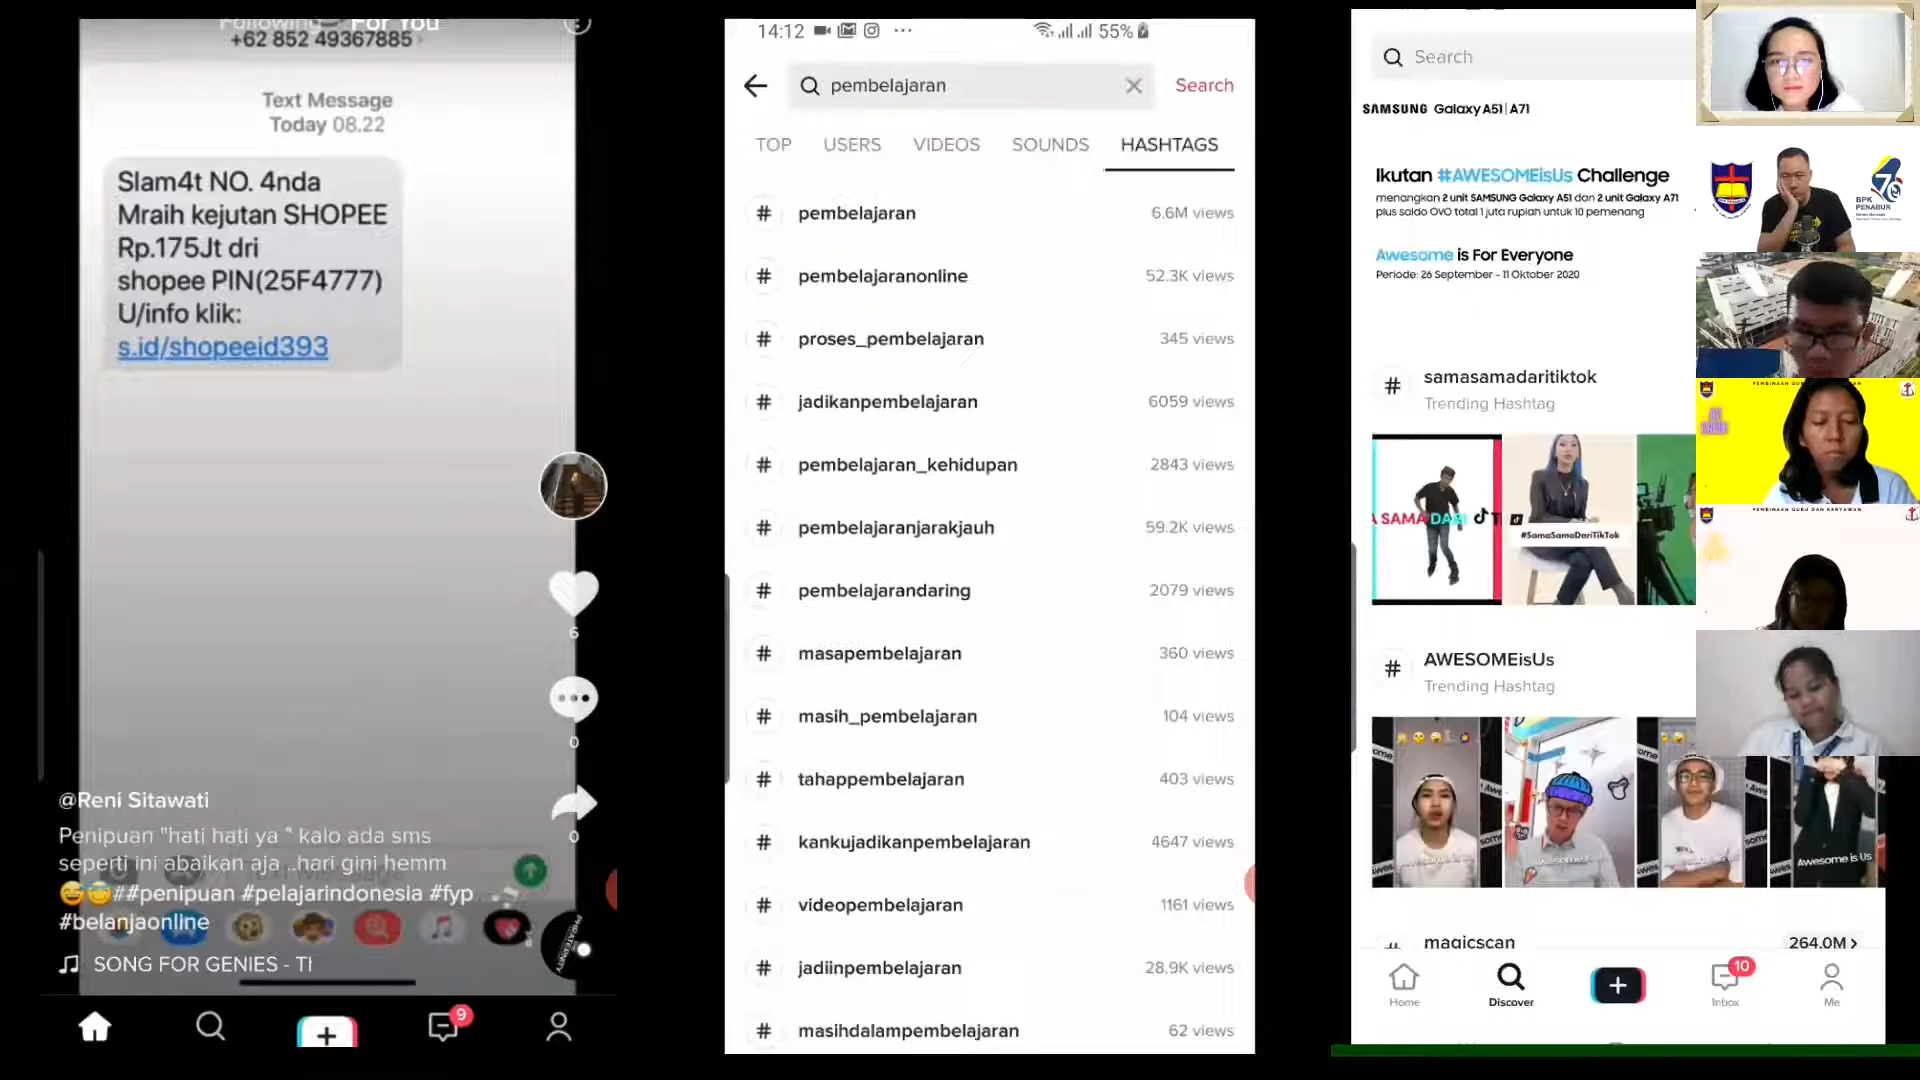 Following For You
+62 852 49367885
Text Message
Today 08.22
Slam4t NO. 4nda
Mraih kejutan SHOPEE
Rp.175Jt dri
shopee PIN(25F4777)
U/info klik:
s.id/shopeeid393
6
0
0
@Reni Sitawati
Penipuan "hati hati ya " kalo ada sms
seperti ini abaikan aja ..hari gini hemm
😅😇##penipuan #pelajarindonesia #fyp
#belanjaonline
SONG FOR GENIES - TI
9
14:12
55%
pembelajaran
Search
TOP USERS VIDEOS SOUNDS HASHTAGS
# pembelajaran 6.6M views
# pembelajaranonline 52.3K views
# proses_pembelajaran 345 views
# jadikanpembelajaran 6059 views
# pembelajaran_kehidupan 2843 views
# pembelajaranjarakjauh 59.2K views
# pembelajarandaring 2079 views
# masapembelajaran 360 views
# masih_pembelajaran 104 views
# tahappembelajaran 403 views
# kankujadikanpembelajaran 4647 views
# videopembelajaran 1161 views
# jadiinpembelajaran 28.9K views
# masihdalampembelajaran 62 views
Search
SAMSUNG Galaxy A51 | A71
Ikutan #AWESOMEisUs Challenge
menangkan 2 unit SAMSUNG Galaxy A51 dan 2 unit Galaxy A71
plus saldo OVO total 1 juta rupiah untuk 10 pemenang
Awesome is For Everyone
Periode: 26 September - 11 Oktober 2020
# samasamadaritiktok
Trending Hashtag
A SAMA DARI T
#SamaSamaDariTikTok
# AWESOMEisUs
Trending Hashtag
Awesome is Us
# magicscan 264.0M >
10
Home Discover Inbox Me
BPK
PENABUR
PEMBINAAN GURU DAN KARYAWAN